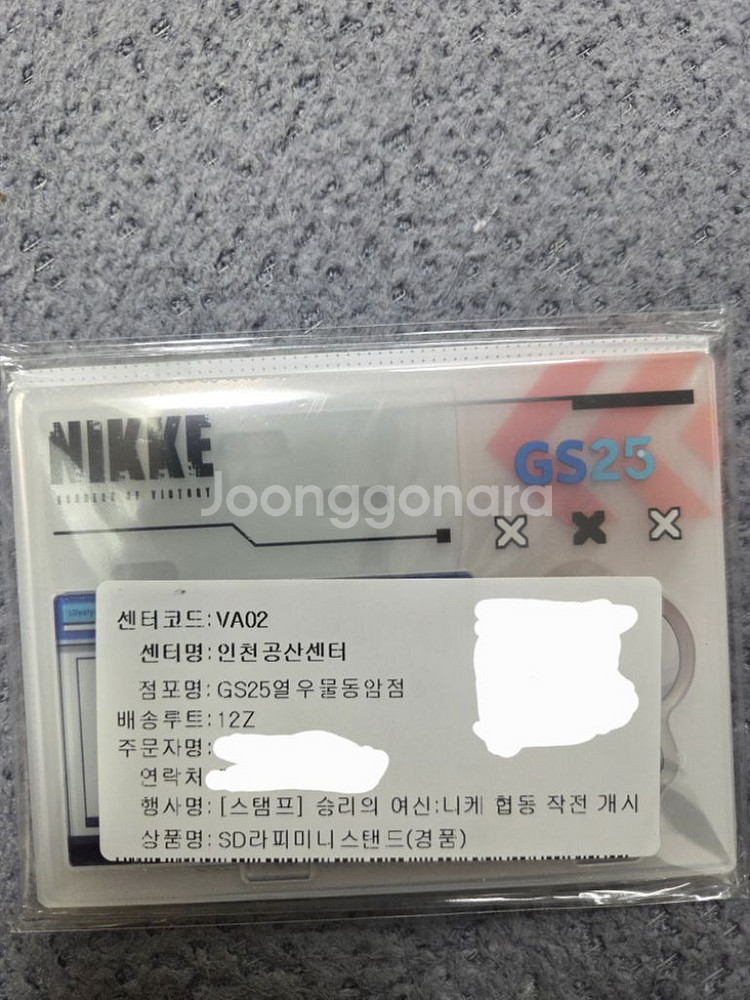 NIKKE
GODDESS OF VICTORY
GS25
Joonggonara
센터코드:VA02
센터명:인천공산센터
점포명:GS25열우물동암점
배송루트:12Z
주문자명:
연락처
행사명:[스탬프] 승리의 여신:니케 협동 작전 개시
상품명:SD라피미니스탠드(경품)